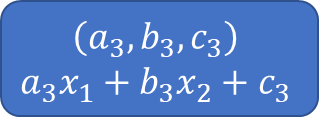 (a₃, b₃, c₃)
a₃x₁ + b₃x₂ + c₃